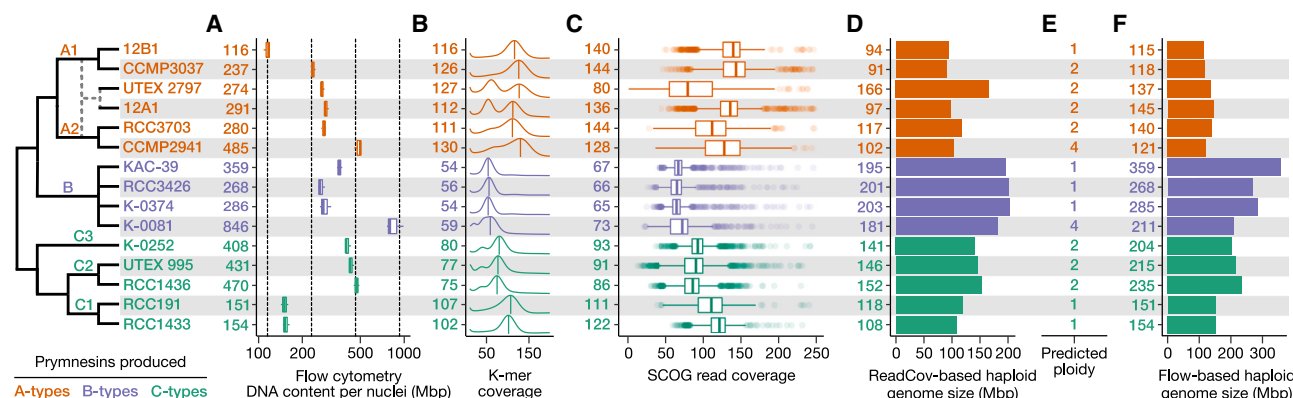 A B C D E F
A1 12B1 116 116 140 94 1 115
CCMP3037 237 126 144 91 2 118
UTEX 2797 274 127 80 166 2 137
12A1 291 112 136 97 2 145
A2 RCC3703 280 111 144 117 2 140
CCMP2941 485 130 128 102 4 121
KAC-39 359 54 67 195 1 359
B RCC3426 268 56 66 201 1 268
K-0374 286 54 65 203 1 285
K-0081 846 59 73 181 4 211
C3 K-0252 408 80 93 141 2 204
C2 UTEX 995 431 77 91 146 2 215
RCC1436 470 75 86 152 2 235
C1 RCC191 151 107 111 118 1 151
RCC1433 154 102 122 108 1 154
100 200 500 1000 50 150 0 50 100 150 200 250 0 100 200 0 100 200 300
Prymnesins produced
A-types B-types C-types
Flow cytometry
DNA content per nuclei (Mbp)
K-mer
coverage
SCOG read coverage
ReadCov-based haploid
genome size (Mbp)
Predicted
ploidy
Flow-based haploid
genome size (Mbp)